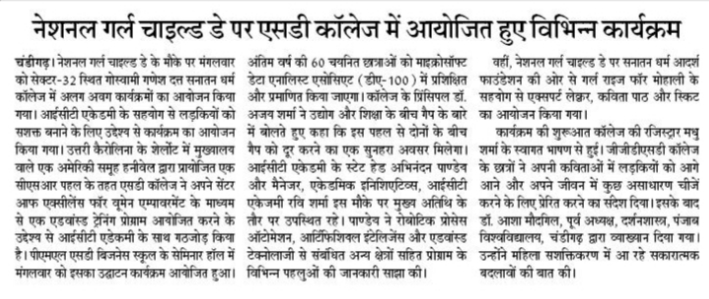 नेशनल गर्ल चाइल्ड डे पर एसडी कॉलेज में आयोजित हुए विभिन्न कार्यक्रम
चंडीगढ़। नेशनल गर्ल चाइल्ड डे के मौके पर मंगलवार
को सेक्टर-32 स्थित गोस्वामी गणेश दत्त सनातन धर्म
कॉलेज में अलग अवग कार्यक्रमों का आयोजन किया
गया। आईसीटी एकेडमी के सहयोग से लड़कियों को
सशक्त बनाने के लिए उद्देश्य से कार्यक्रम का आयोजन
किया गया। उत्तरी कैरोलिना के शेर्लोट में मुख्यालय
वाले एक अमेरिकी समूह हनीवेल द्वारा प्रायोजित एक
सीएसआर पहल के तहत एसडी कॉलेज ने अपने सेंटर
आफ एक्सीलेंस फॉर वूमेन एम्पावरमेंट के माध्यम
से एक एडवांस्ड ट्रेनिंग प्रोग्राम आयोजित करने के
उद्देश्य से आईसीटी एडेकमी के साथ गठजोड़ किया
है। पीएमएल एसडी बिजनेस स्कूल के सेमिनार हॉल में
मंगलवार को इसका उद्घाटन कार्यक्रम आयोजित हुआ।
अंतिम वर्ष की 60 चयनित छात्राओं को माइक्रोसॉफ्ट
डेटा एनालिस्ट एसोसिएट (डीए-100) में प्रशिक्षित
और प्रमाणित किया जाएगा। कॉलेज के प्रिंसिपल डॉ.
अजय शर्मा ने उद्योग और शिक्षा के बीच गैप के बारे
में बोलते हुए कहा कि इस पहल से दोनों के बीच
गैप को दूर करने का एक सुनहरा अवसर मिलेगा।
आईसीटी एकेडमी के स्टेट हेड अभिनंदन पाण्डेय
और मैनेजर, एकेडमिक इनिशिएटिव्स, आईसीटी
एकेजमी रवि शर्मा इस मौके पर मुख्य अतिथि के
तौर पर उपस्थित रहे। पाण्डेय ने रोबोटिक प्रोसेस
ऑटोमेशन, आर्टिफिशियल इंटेलिजेंस और एडवांस्ड
टेक्नोलाजी से संबंधित अन्य क्षेत्रों सहित प्रोग्राम के
विभिन्न पहलुओं की जानकारी साझा की।
वहीं, नेशनल गर्ल चाइल्ड डे पर सनातन धर्म आदर्श
फाउंडेशन की ओर से गर्ल राइज फॉर मोहाली के
सहयोग से एक्सपर्ट लेक्चर, कविता पाठ और स्किट
का आयोजन किया गया।
कार्यक्रम की शुरूआत कॉलेज की रजिस्ट्रार मधु
शर्मा के स्वागत भाषण से हुई। जीजीडीएसडी कॉलेज
के छात्रों ने अपनी कविताओं में लड़कियों को आगे
आने और अपने जीवन में कुछ असाधारण चीजें
करने के लिए प्रेरित करने का संदेश दिया। इसके बाद
डॉ. आशा मौदगिल, पूर्व अध्यक्ष, दर्शनशास्त्र, पंजाब
विश्वविद्यालय, चंडीगढ़ द्वारा व्याख्यान दिया गया।
उन्होंने महिला सशक्तिकरण में आ रहे सकारात्मक
बदलावों की बात की।